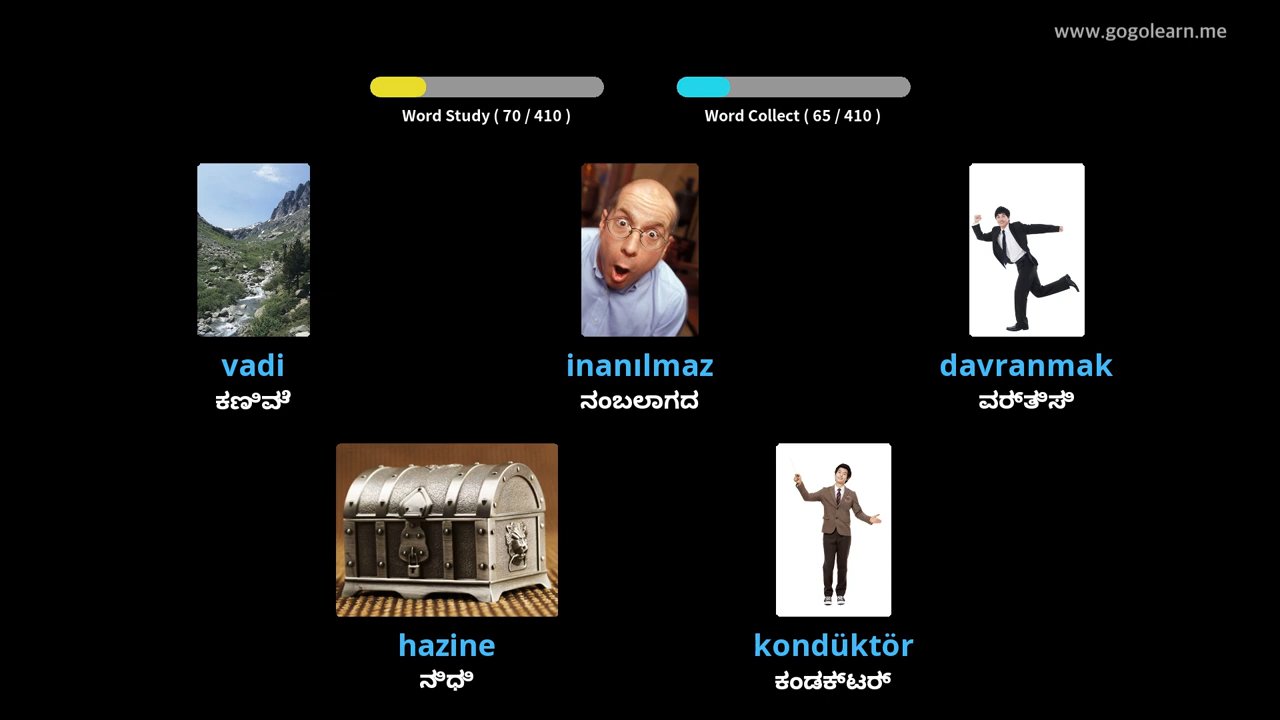 www.gogolearn.me
Word Study ( 70 / 410 )
Word Collect ( 65 / 410 )
vadi
ಕಣಿವೆ
inanılmaz
ನಂಬಲಾಗದ
davranmak
ವರ್ತಿಸಿ
hazine
ನಿಧಿ
kondüktör
ಕಂಡಕ್ಟರ್